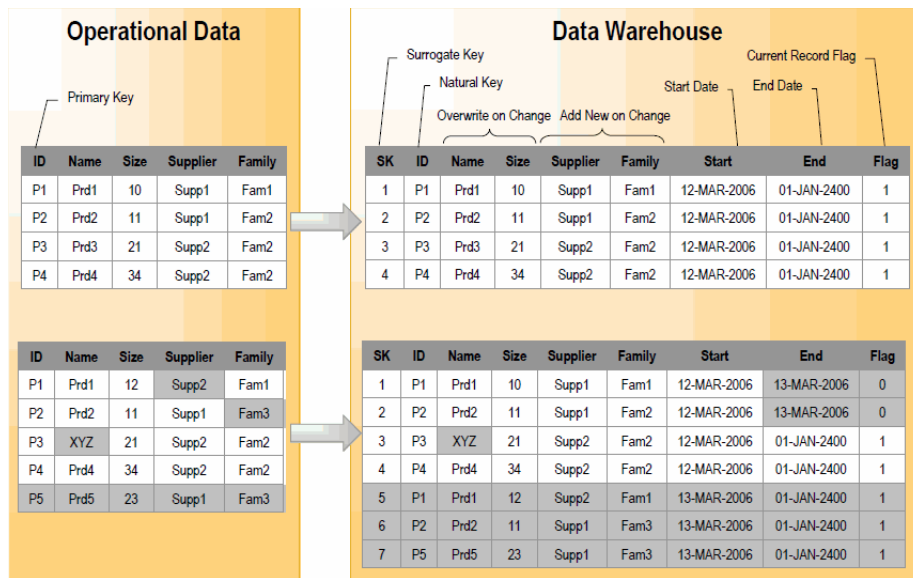 Operational Data
Primary Key
ID Name Size Supplier Family
P1 Prd1 10 Supp1 Fam1
P2 Prd2 11 Supp1 Fam2
P3 Prd3 21 Supp2 Fam2
P4 Prd4 34 Supp2 Fam2
ID Name Size Supplier Family
P1 Prd1 12 Supp2 Fam1
P2 Prd2 11 Supp1 Fam3
P3 XYZ 21 Supp2 Fam2
P4 Prd4 34 Supp2 Fam2
P5 Prd5 23 Supp1 Fam3
Data Warehouse
Surrogate Key Current Record Flag
Natural Key Start Date End Date
Overwrite on Change Add New on Change
SK ID Name Size Supplier Family Start End Flag
1 P1 Prd1 10 Supp1 Fam1 12-MAR-2006 01-JAN-2400 1
2 P2 Prd2 11 Supp1 Fam2 12-MAR-2006 01-JAN-2400 1
3 P3 Prd3 21 Supp2 Fam2 12-MAR-2006 01-JAN-2400 1
4 P4 Prd4 34 Supp2 Fam2 12-MAR-2006 01-JAN-2400 1
SK ID Name Size Supplier Family Start End Flag
1 P1 Prd1 10 Supp1 Fam1 12-MAR-2006 13-MAR-2006 0
2 P2 Prd2 11 Supp1 Fam2 12-MAR-2006 13-MAR-2006 0
3 P3 XYZ 21 Supp2 Fam2 12-MAR-2006 01-JAN-2400 1
4 P4 Prd4 34 Supp2 Fam2 12-MAR-2006 01-JAN-2400 1
5 P1 Prd1 12 Supp2 Fam1 13-MAR-2006 01-JAN-2400 1
6 P2 Prd2 11 Supp1 Fam3 13-MAR-2006 01-JAN-2400 1
7 P5 Prd5 23 Supp1 Fam3 13-MAR-2006 01-JAN-2400 1